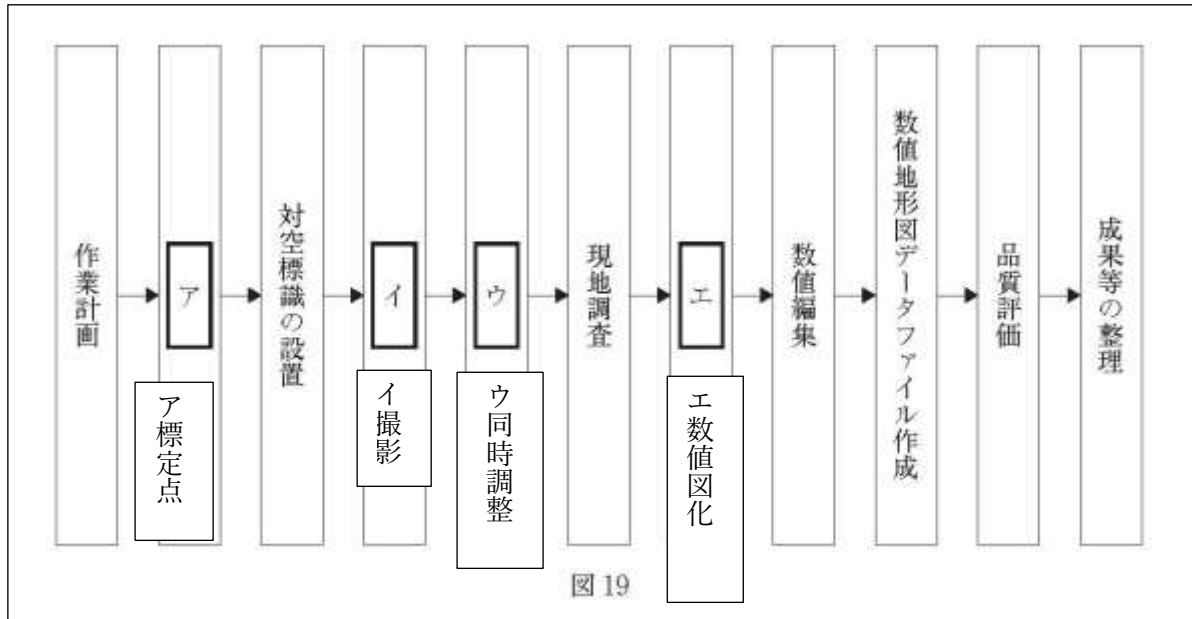 作業計画
ア
対空標識の設置
イ
ウ
現地調査
エ
数値編集
数値地形図データファイル作成
品質評価
成果等の整理
ア標定点
イ撮影
ウ同時調整
エ数値図化
図 19